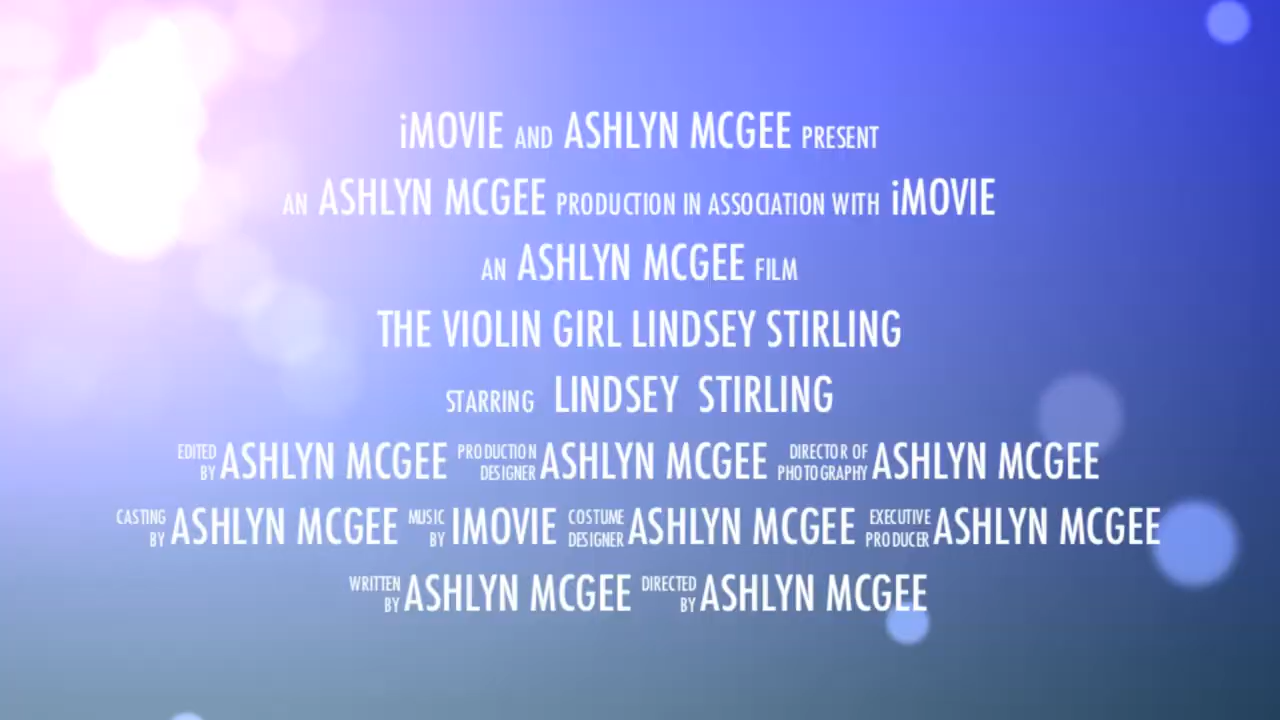 iMOVIE AND ASHLYN MCGEE PRESENT
AN ASHLYN MCGEE PRODUCTION IN ASSOCIATION WITH iMOVIE
AN ASHLYN MCGEE FILM
THE VIOLIN GIRL LINDSEY STIRLING
STARRING LINDSEY STIRLING
EDITED BY ASHLYN MCGEE PRODUCTION DESIGNER ASHLYN MCGEE DIRECTOR OF PHOTOGRAPHY ASHLYN MCGEE
CASTING BY ASHLYN MCGEE MUSIC BY IMOVIE COSTUME DESIGNER ASHLYN MCGEE EXECUTIVE PRODUCER ASHLYN MCGEE
WRITTEN BY ASHLYN MCGEE DIRECTED BY ASHLYN MCGEE